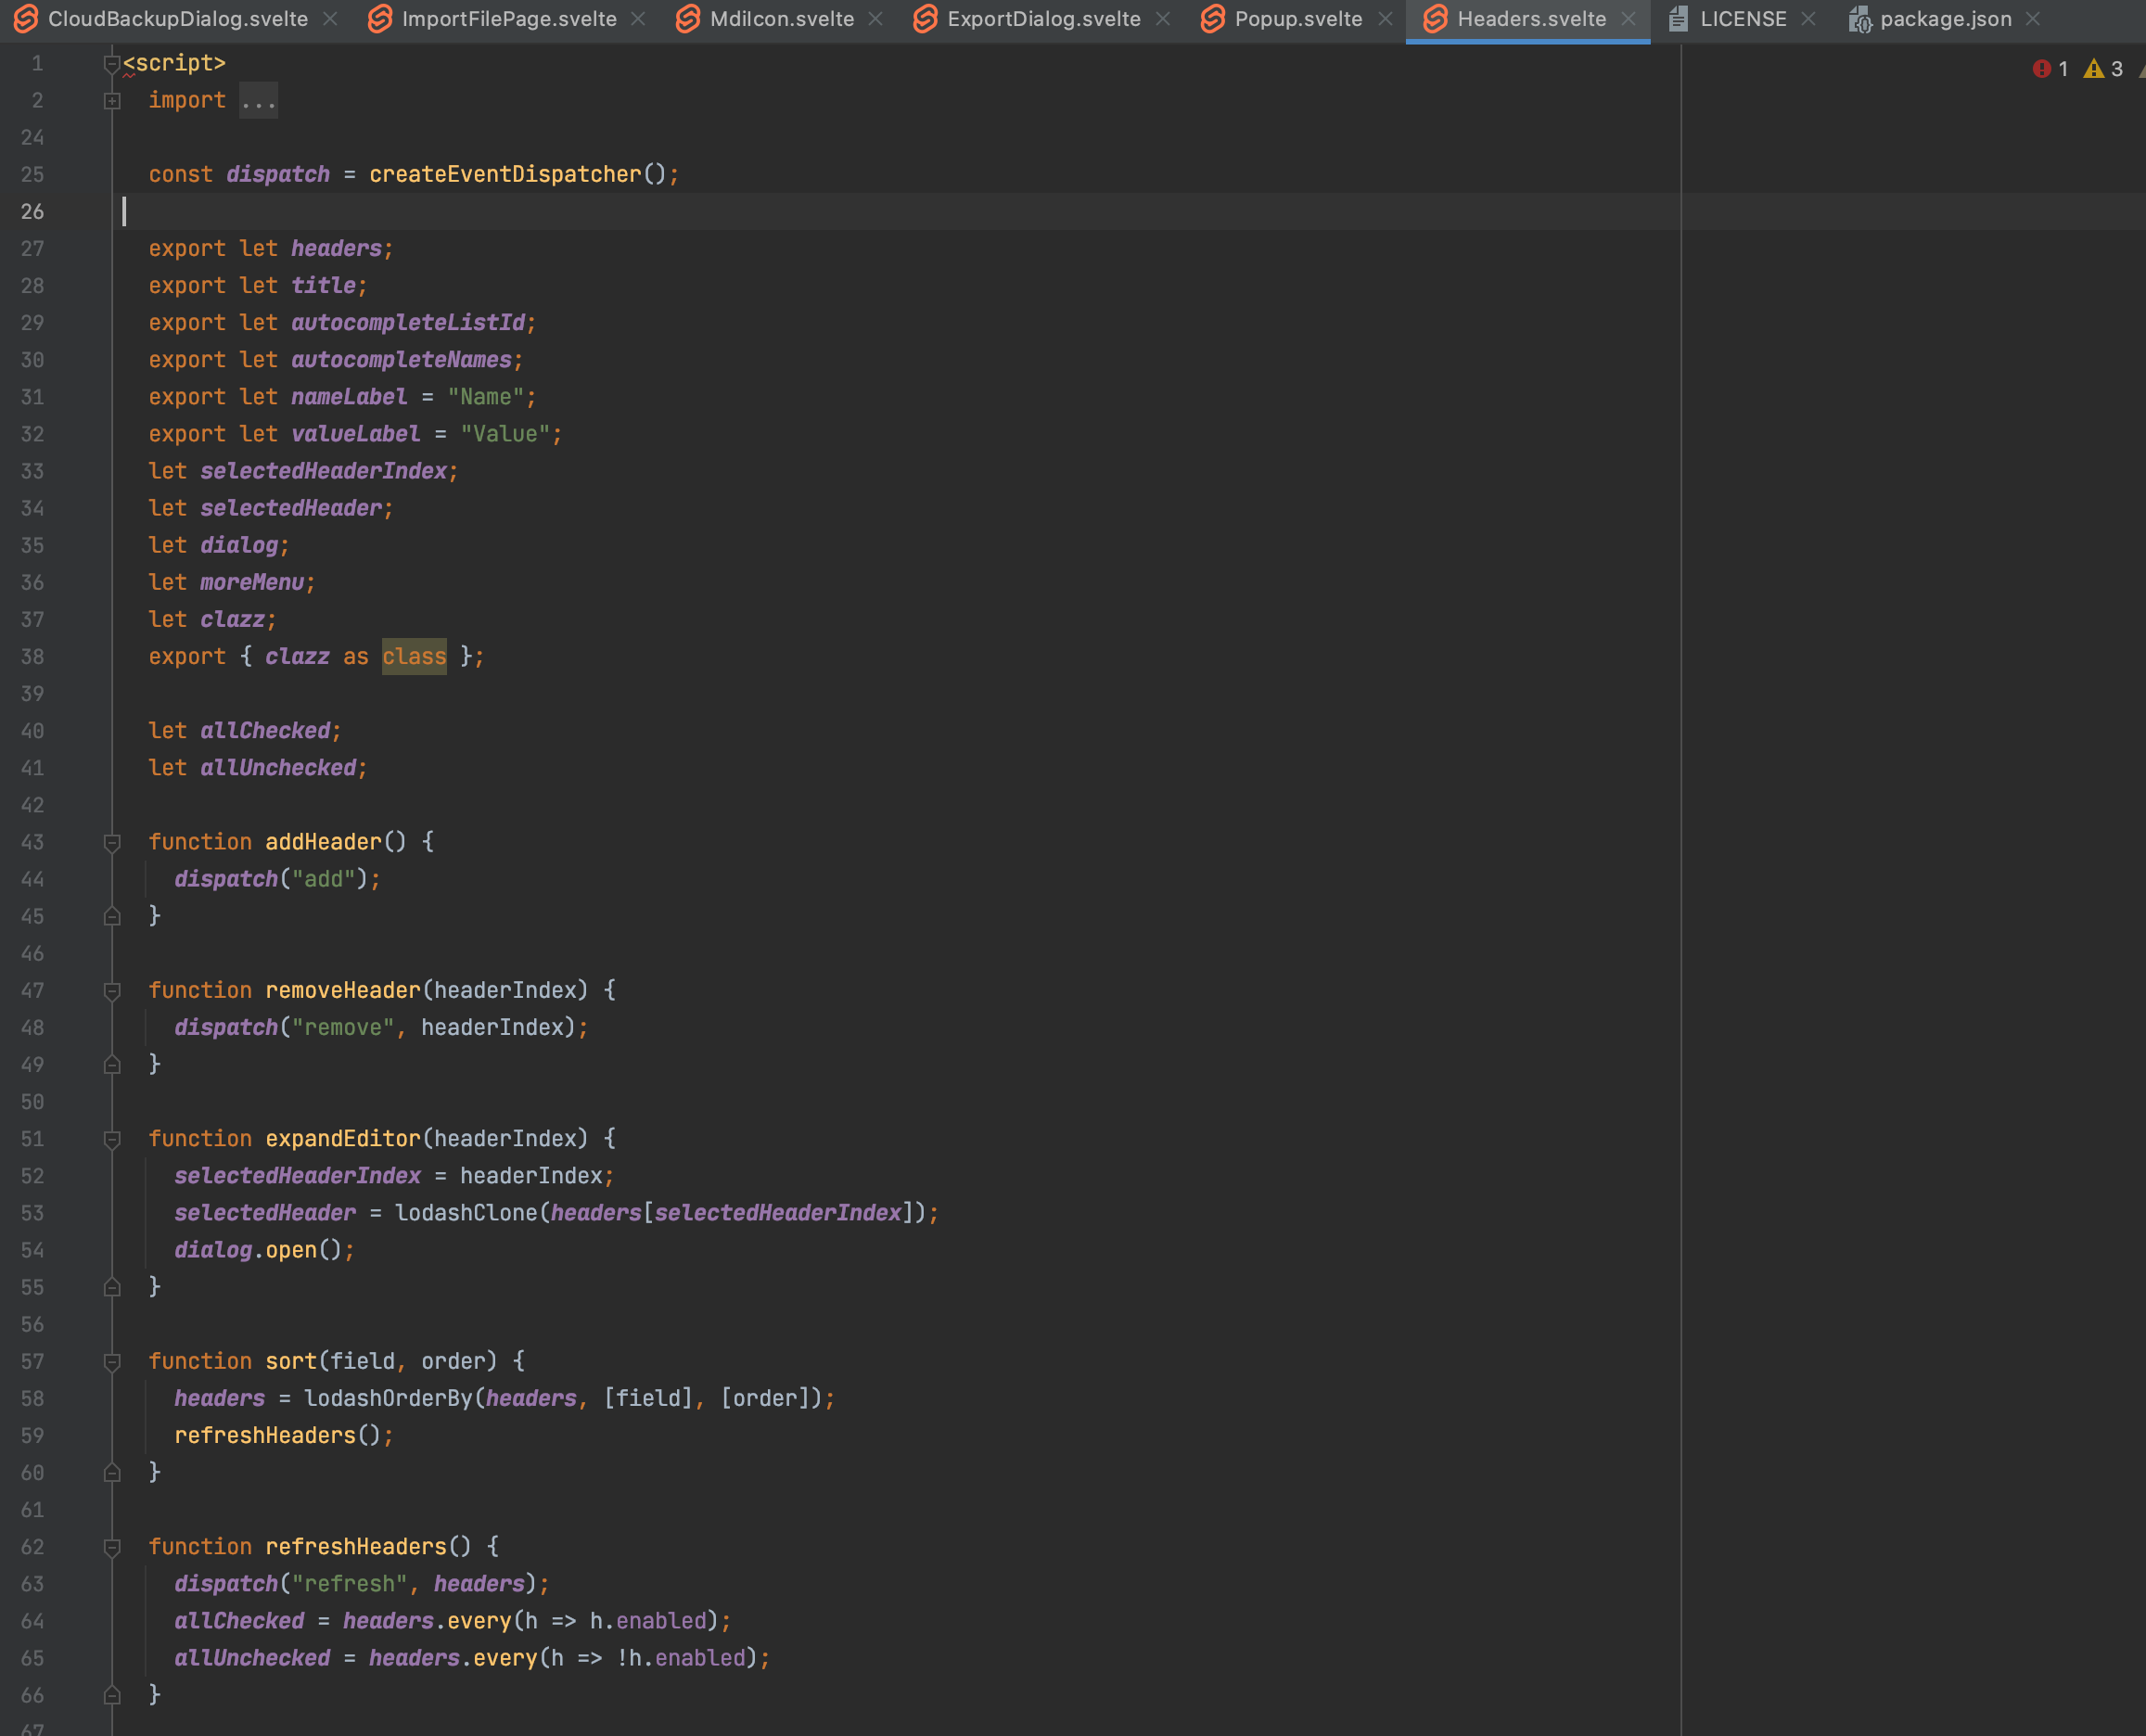 CloudBackupDialog.svelte ImportFilePage.svelte MdiIcon.svelte ExportDialog.svelte Popup.svelte Headers.svelte LICENSE package.json
1 <script> 1 3
2 import ...
24
25 const dispatch = createEventDispatcher();
26
27 export let headers;
28 export let title;
29 export let autocompleteListId;
30 export let autocompleteNames;
31 export let nameLabel = "Name";
32 export let valueLabel = "Value";
33 let selectedHeaderIndex;
34 let selectedHeader;
35 let dialog;
36 let moreMenu;
37 let clazz;
38 export { clazz as class };
39
40 let allChecked;
41 let allUnchecked;
42
43 function addHeader() {
44 dispatch("add");
45 }
46
47 function removeHeader(headerIndex) {
48 dispatch("remove", headerIndex);
49 }
50
51 function expandEditor(headerIndex) {
52 selectedHeaderIndex = headerIndex;
53 selectedHeader = lodashClone(headers[selectedHeaderIndex]);
54 dialog.open();
55 }
56
57 function sort(field, order) {
58 headers = lodashOrderBy(headers, [field], [order]);
59 refreshHeaders();
60 }
61
62 function refreshHeaders() {
63 dispatch("refresh", headers);
64 allChecked = headers.every(h => h.enabled);
65 allUnchecked = headers.every(h => !h.enabled);
66 }
67